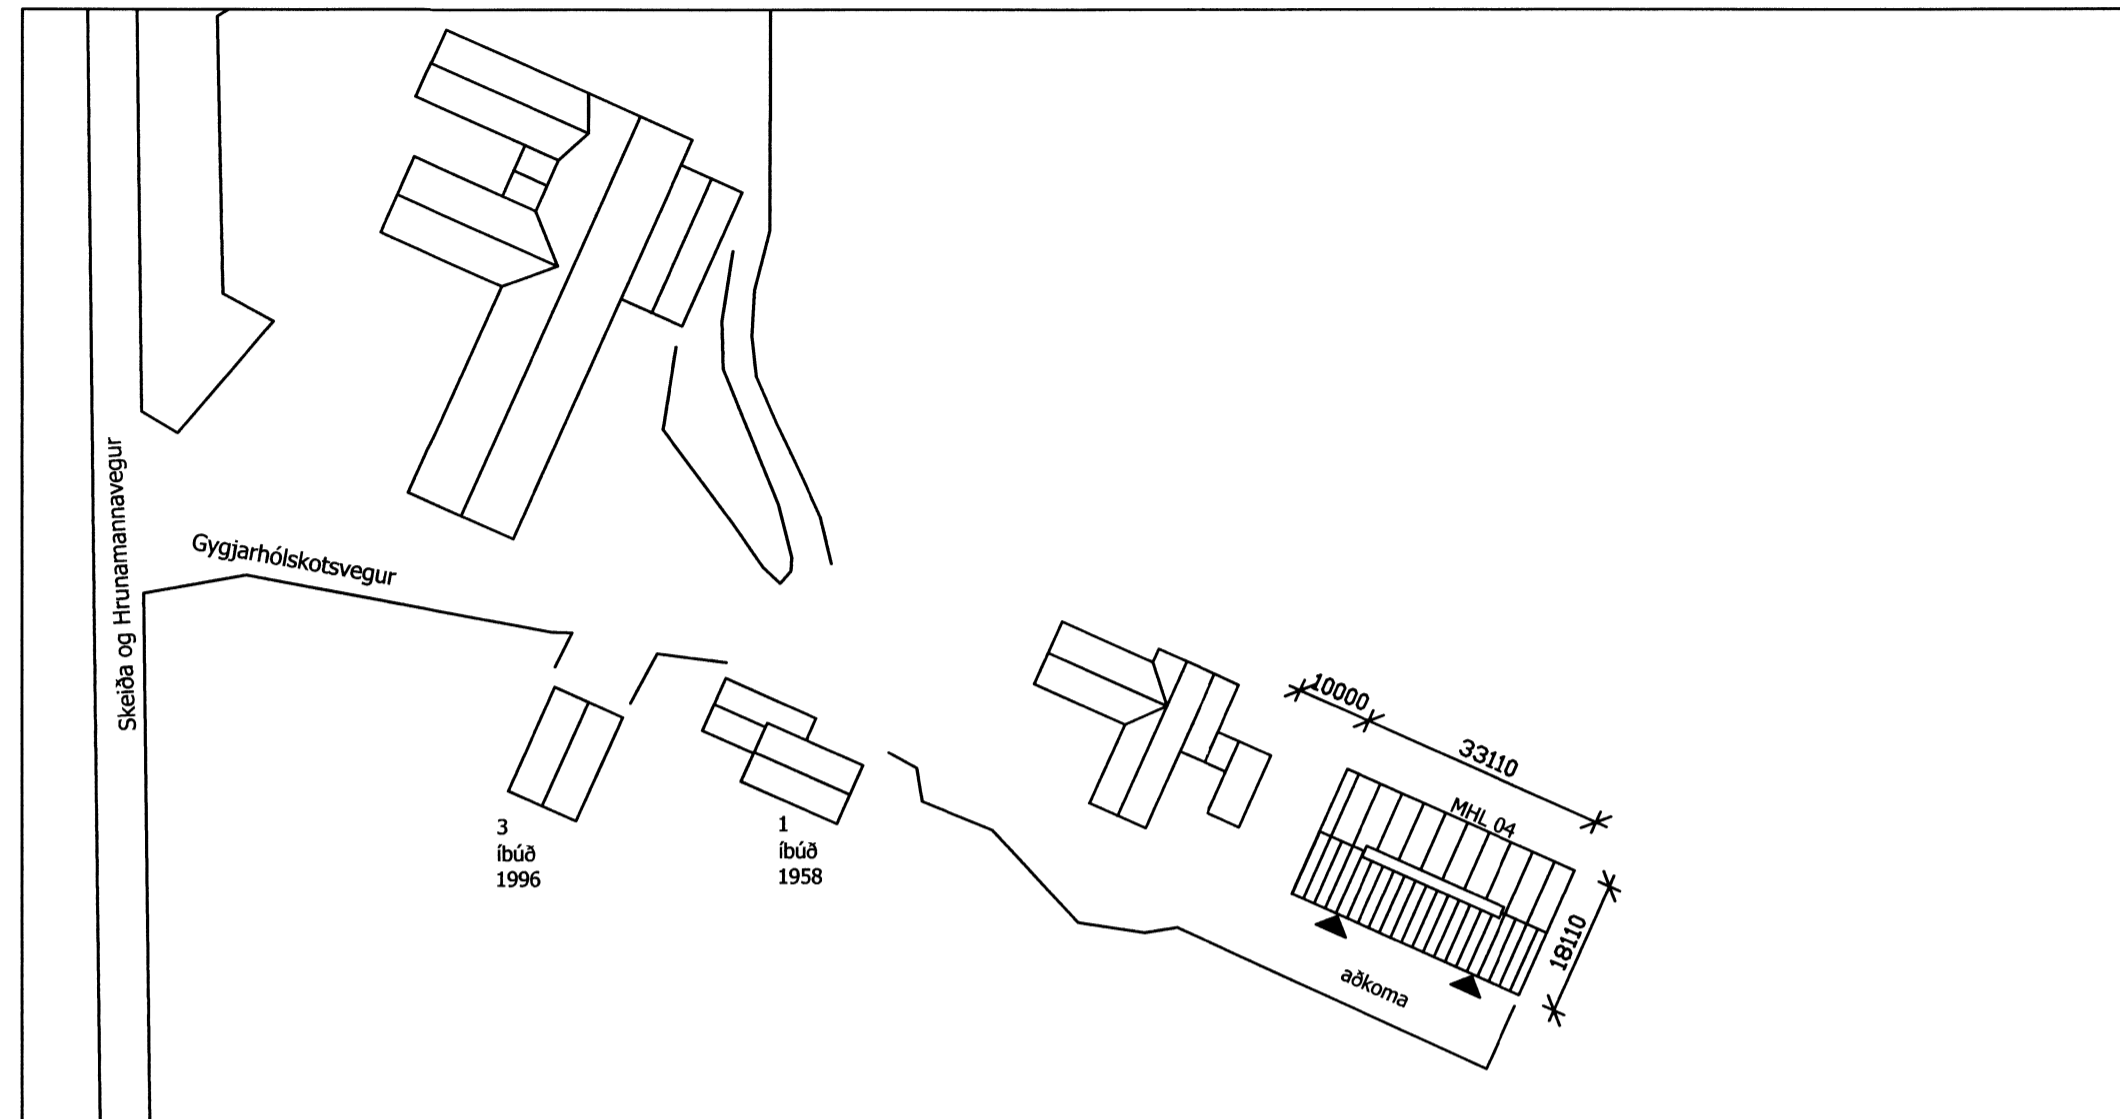 Skeiða og Hrunamannavegur
Gygjarhólskotsvegur
3
íbúð
1996
1
íbúð
1958
10000
33110
MHL 04
18110
aðkoma